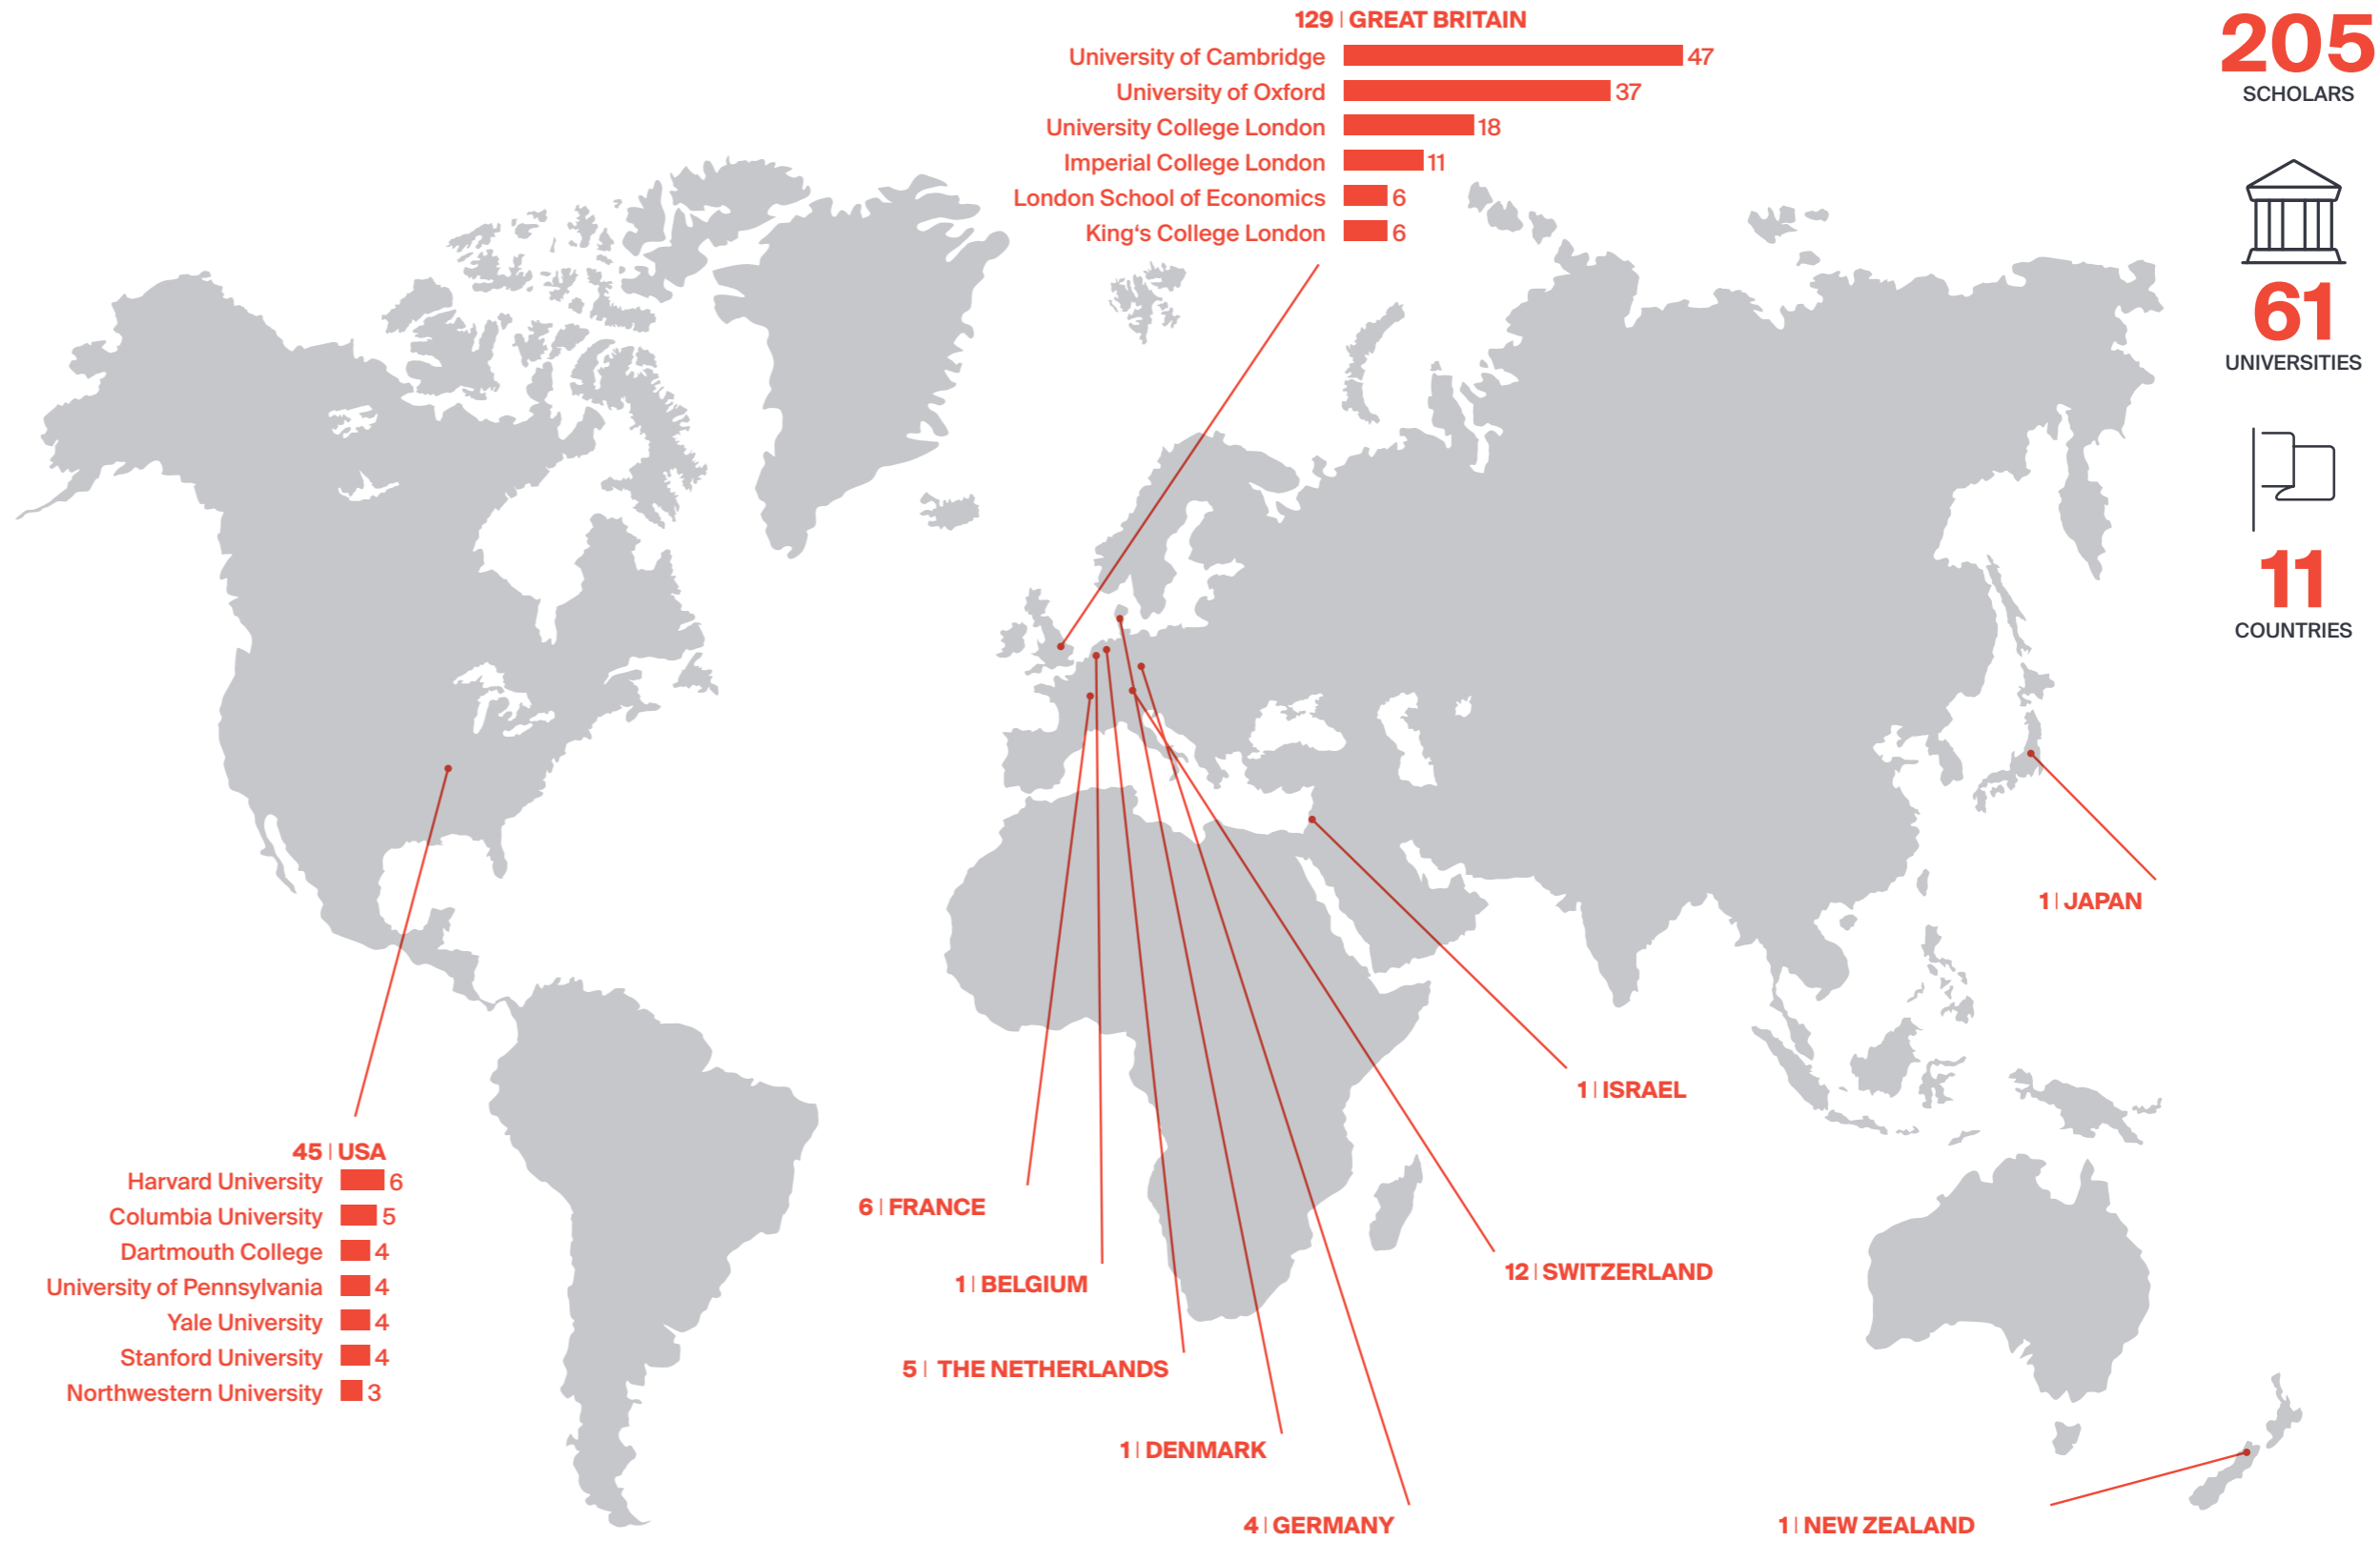 129 | GREAT BRITAIN
University of Cambridge 47
University of Oxford 37
University College London 18
Imperial College London 11
London School of Economics 6
King‘s College London 6
205
SCHOLARS
61
UNIVERSITIES
11
COUNTRIES
1 | JAPAN
1 | ISRAEL
45 | USA
Harvard University 6
Columbia University 5
Dartmouth College 4
University of Pennsylvania 4
Yale University 4
Stanford University 4
Northwestern University 3
6 | FRANCE
1 | BELGIUM
12 | SWITZERLAND
5 | THE NETHERLANDS
1 | DENMARK
4 | GERMANY
1 | NEW ZEALAND